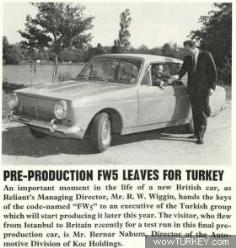 PRE-PRODUCTION FW5 LEAVES FOR TURKEY
An important moment in the life of a new British car, as
Reliant's Managing Director, Mr. R. W. Wiggin, hands the
keys of the code-named "FW5" to an executive of the Turkish group
which will start producing it later this year. The visitor, who flew
from Istanbul to Britain recently for a test run in this final pre-
production car, is Mr. Bernar Nahum, Director of the Auto-
motive Division of Koc Holdings.
wowTURKEY.com